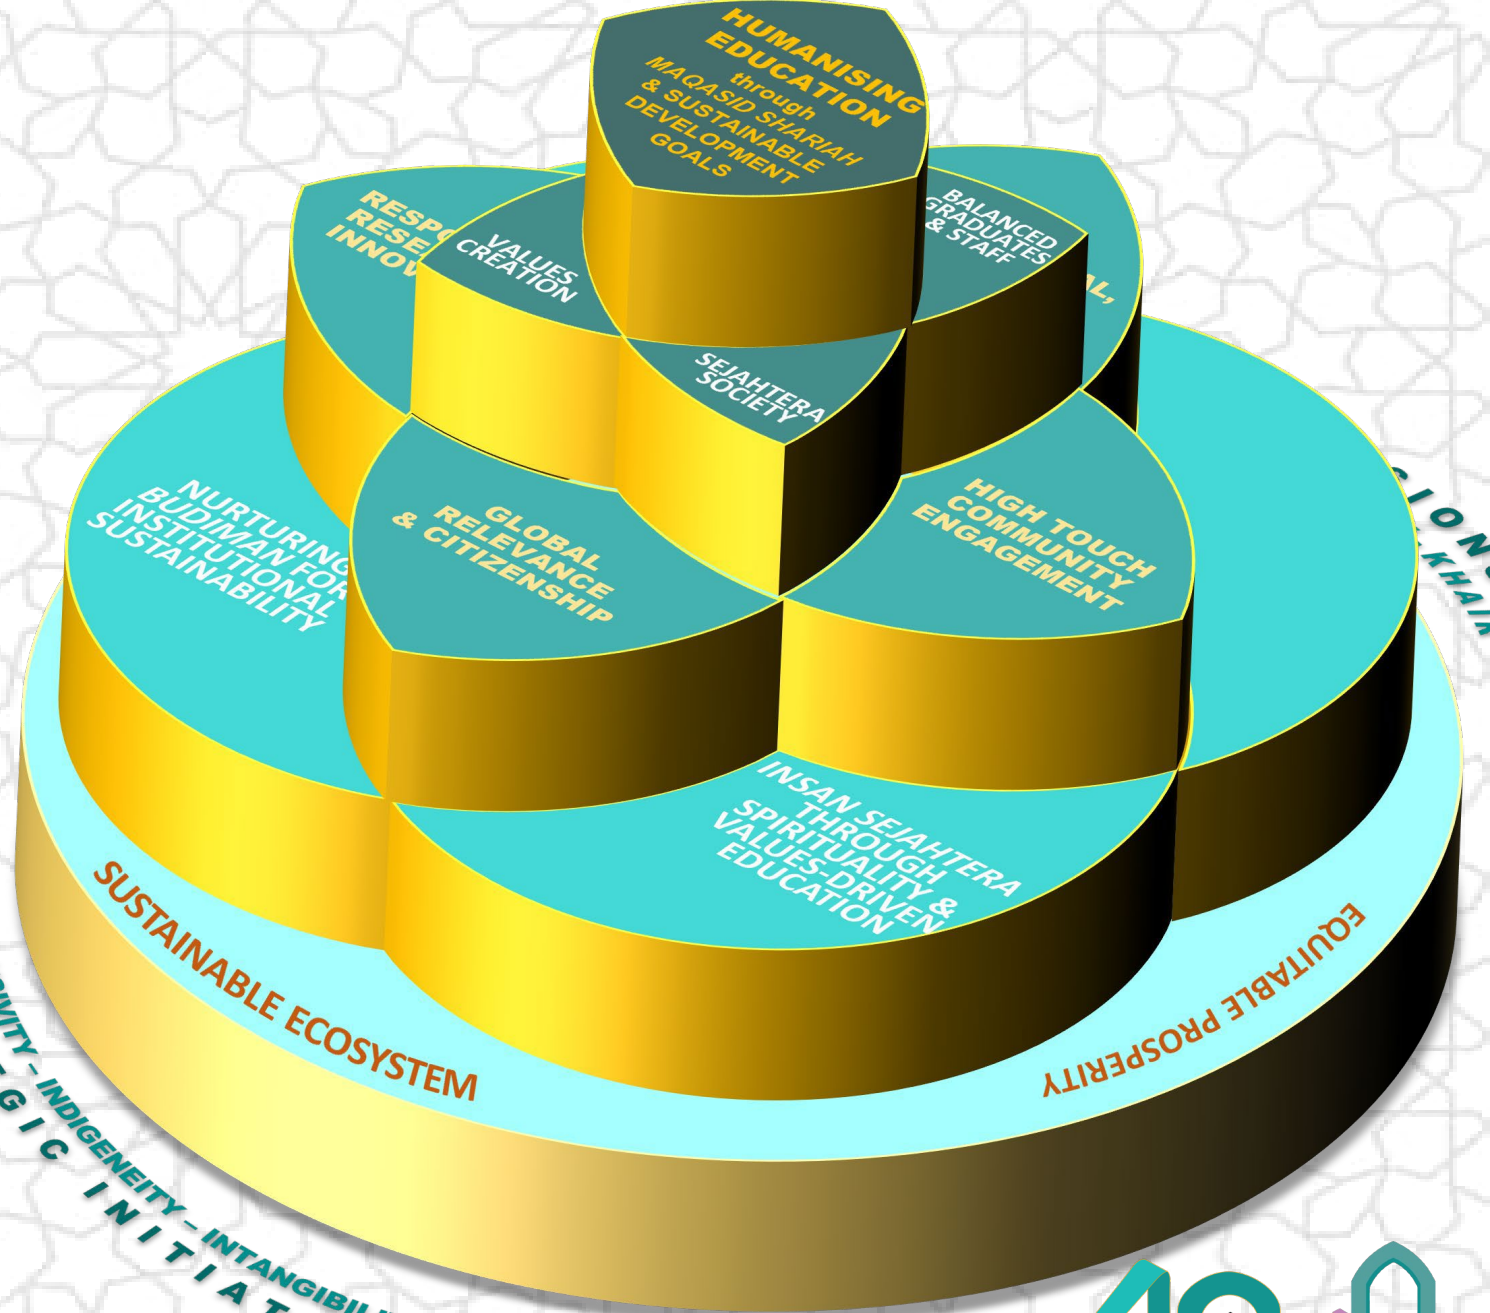 HUMANISING
EDUCATION
through
MAQASID SHARIAH
& SUSTAINABLE
DEVELOPMENT
GOALS
VALUES
CREATION
BALANCED
GRADUATES
& STAFF
SEJAHTERA
SOCIETY
GLOBAL
RELEVANCE
& CITIZENSHIP
HIGH TOUCH
COMMUNITY
ENGAGEMENT
NURTURING
BUDIMAN FOR
INSTITUTIONAL
SUSTAINABILITY
INSAN SEJAHTERA
THROUGH
SPIRITUALITY &
VALUES-DRIVEN
EDUCATION
SUSTAINABLE ECOSYSTEM
EQUITABLE PROSPERITY
- INDIGENEITY -